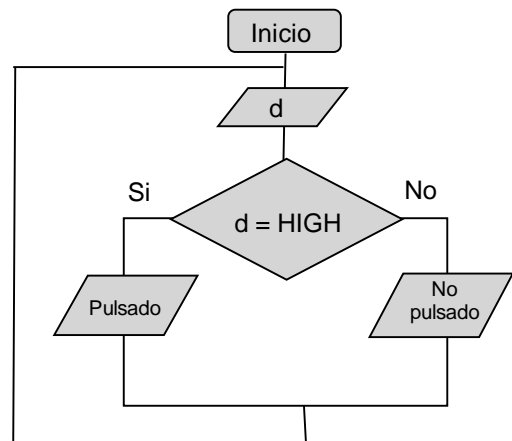 Inicio
d
Si
No
d = HIGH
Pulsado
No
pulsado